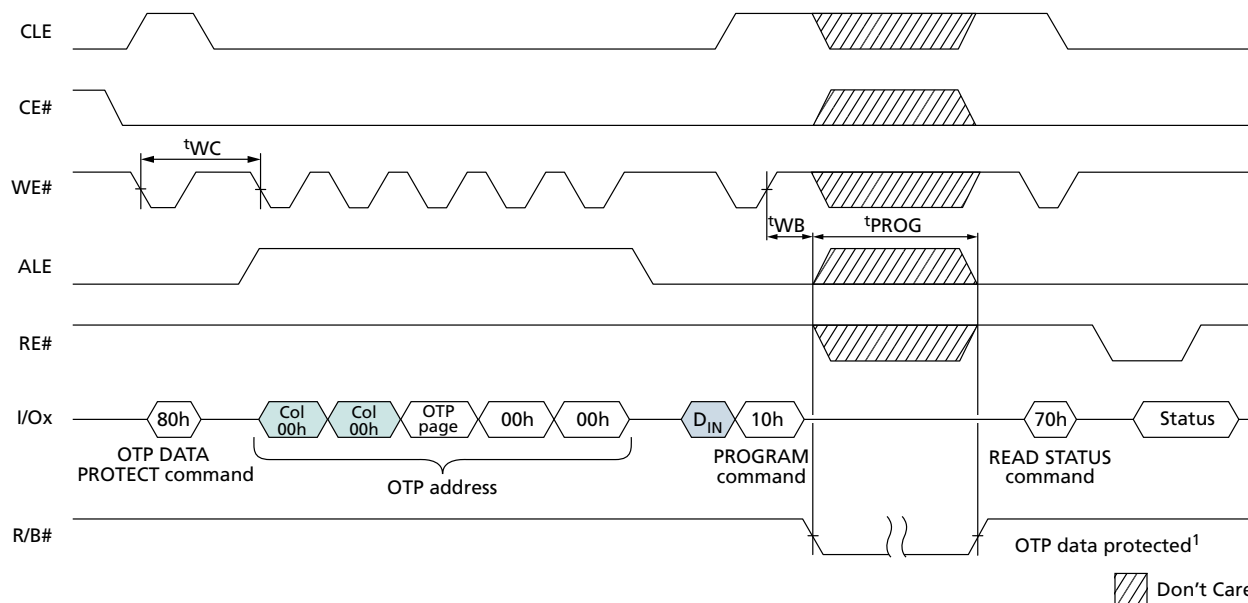 CLE
CE#
tWC
WE#
tWB
tPROG
ALE
RE#
I/Ox
80h
Col 00h
Col 00h
OTP page
00h
00h
DIN
10h
70h
Status
OTP DATA
PROTECT command
OTP address
PROGRAM
command
READ STATUS
command
R/B#
OTP data protected1
Don't Care